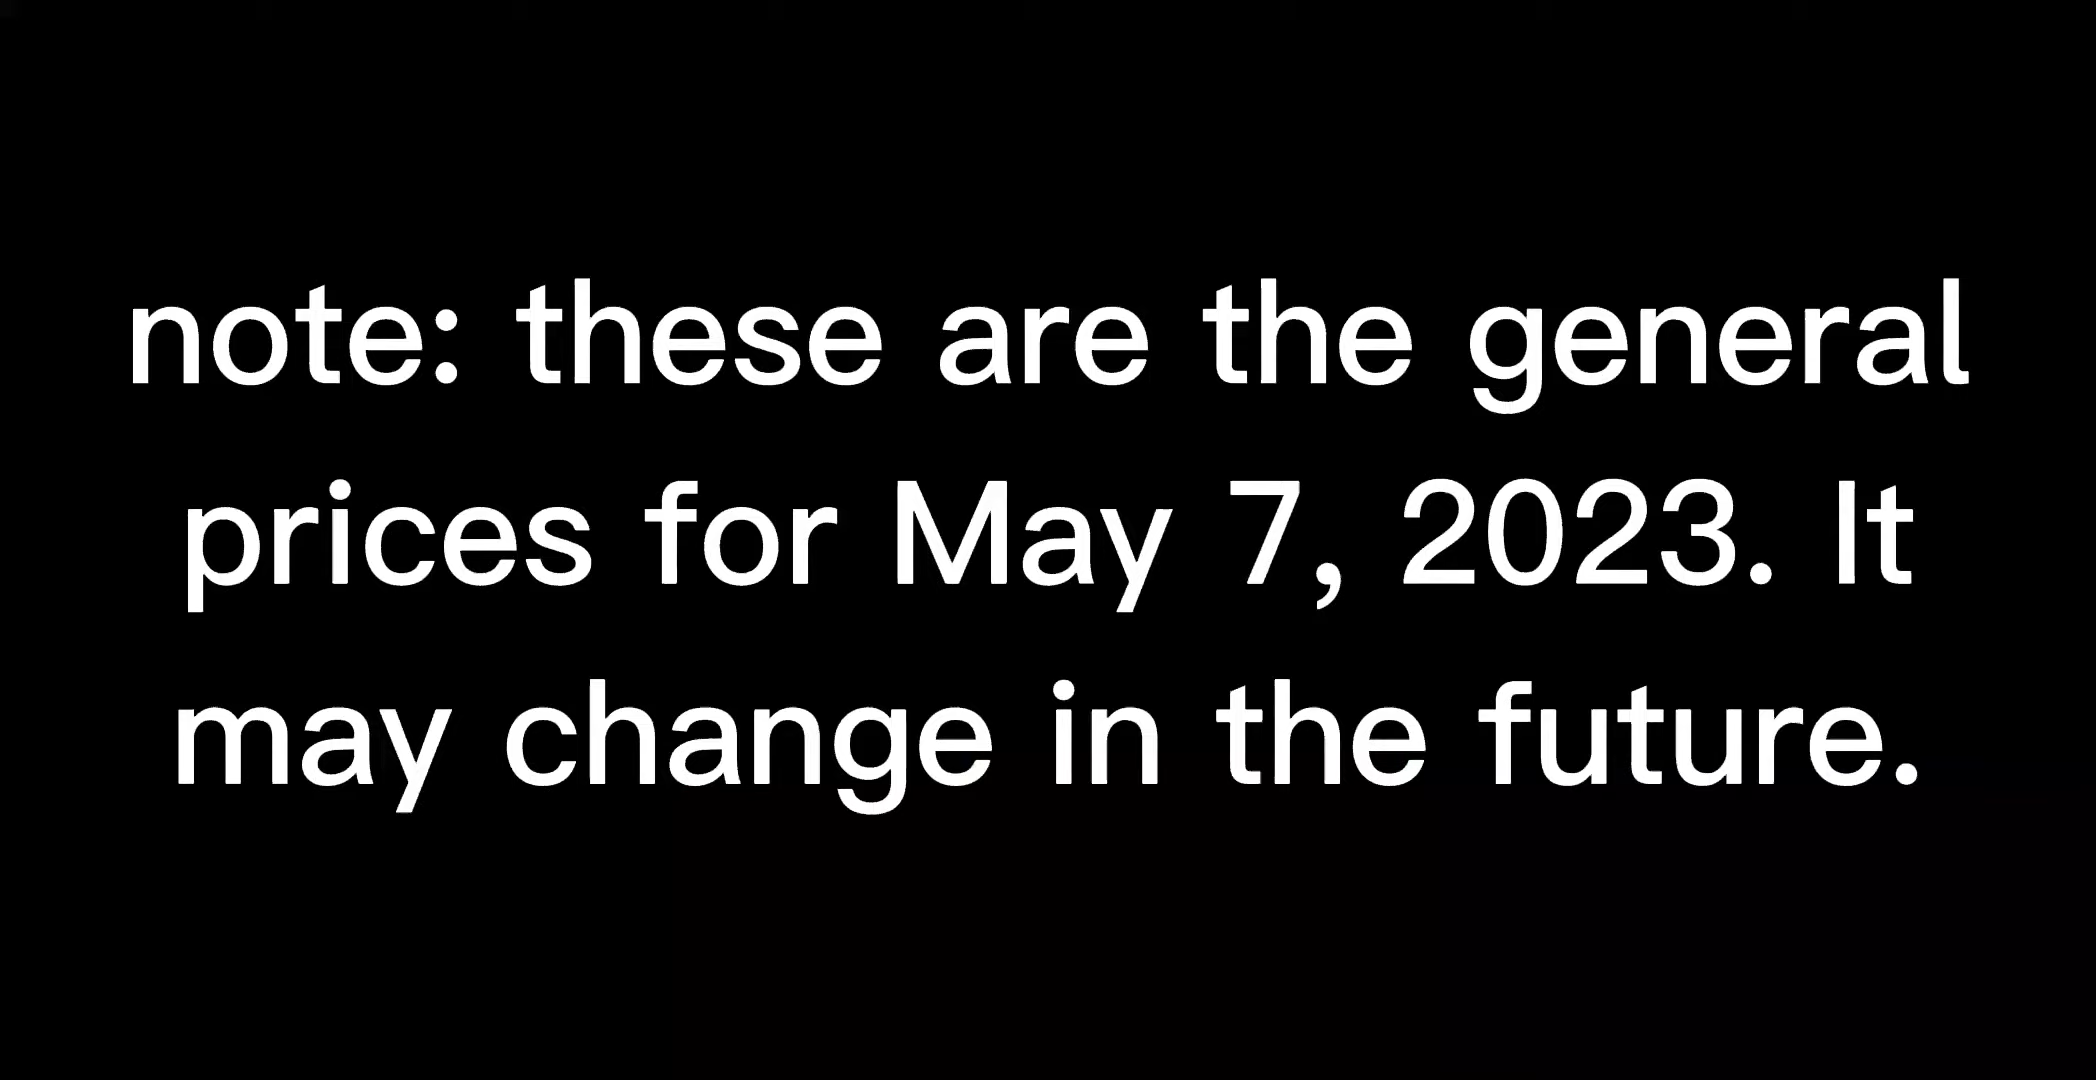 note: these are the general
prices for May 7, 2023. It
may change in the future.